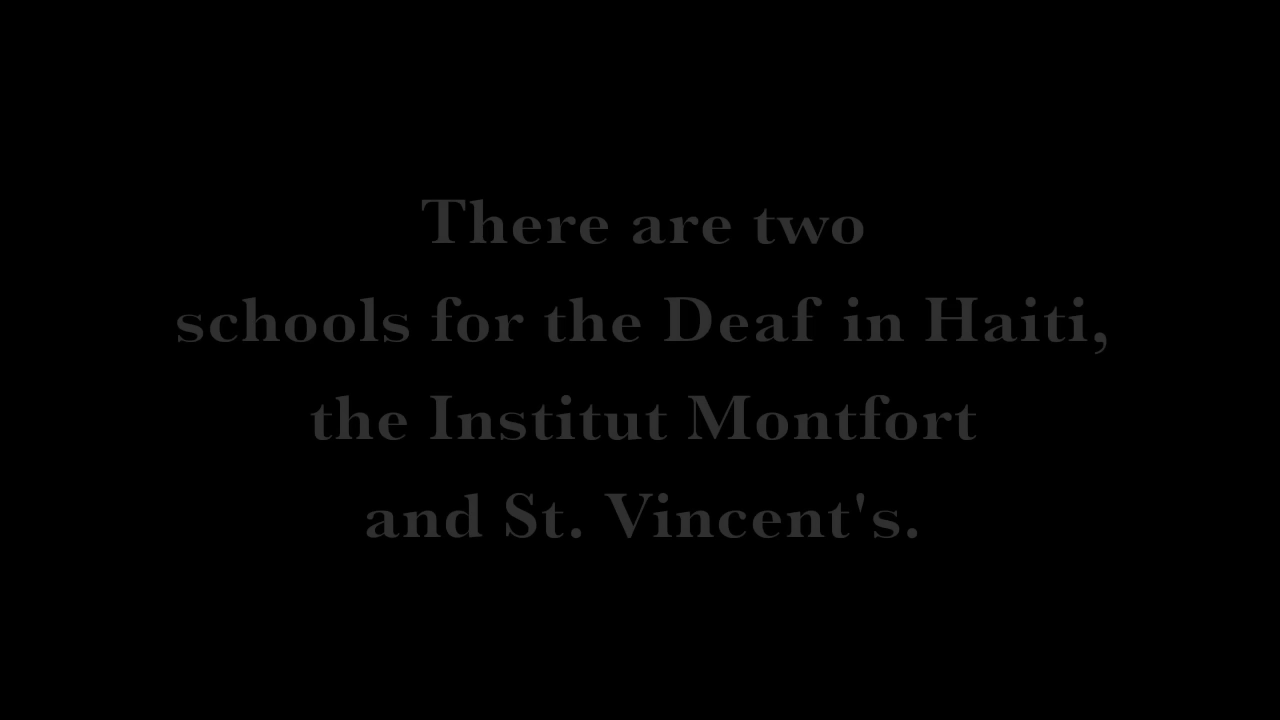 There are two
schools for the Deaf in Haiti,
the Institut Montfort
and St. Vincent's.